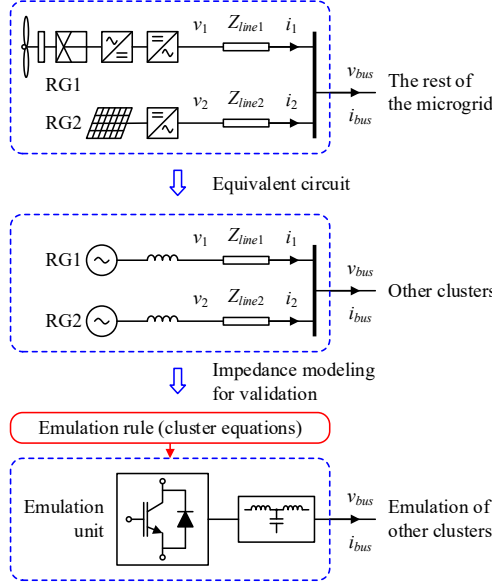 v1 Zline1 i1
RG1
vbus
The rest of
the microgrid
RG2 v2 Zline2 i2
ibus
Equivalent circuit
v1 Zline1 i1
RG1
vbus
Other clusters
RG2 v2 Zline2 i2
ibus
Impedance modeling
for validation
Emulation rule (cluster equations)
Emulation
unit
vbus
Emulation of
other clusters
ibus